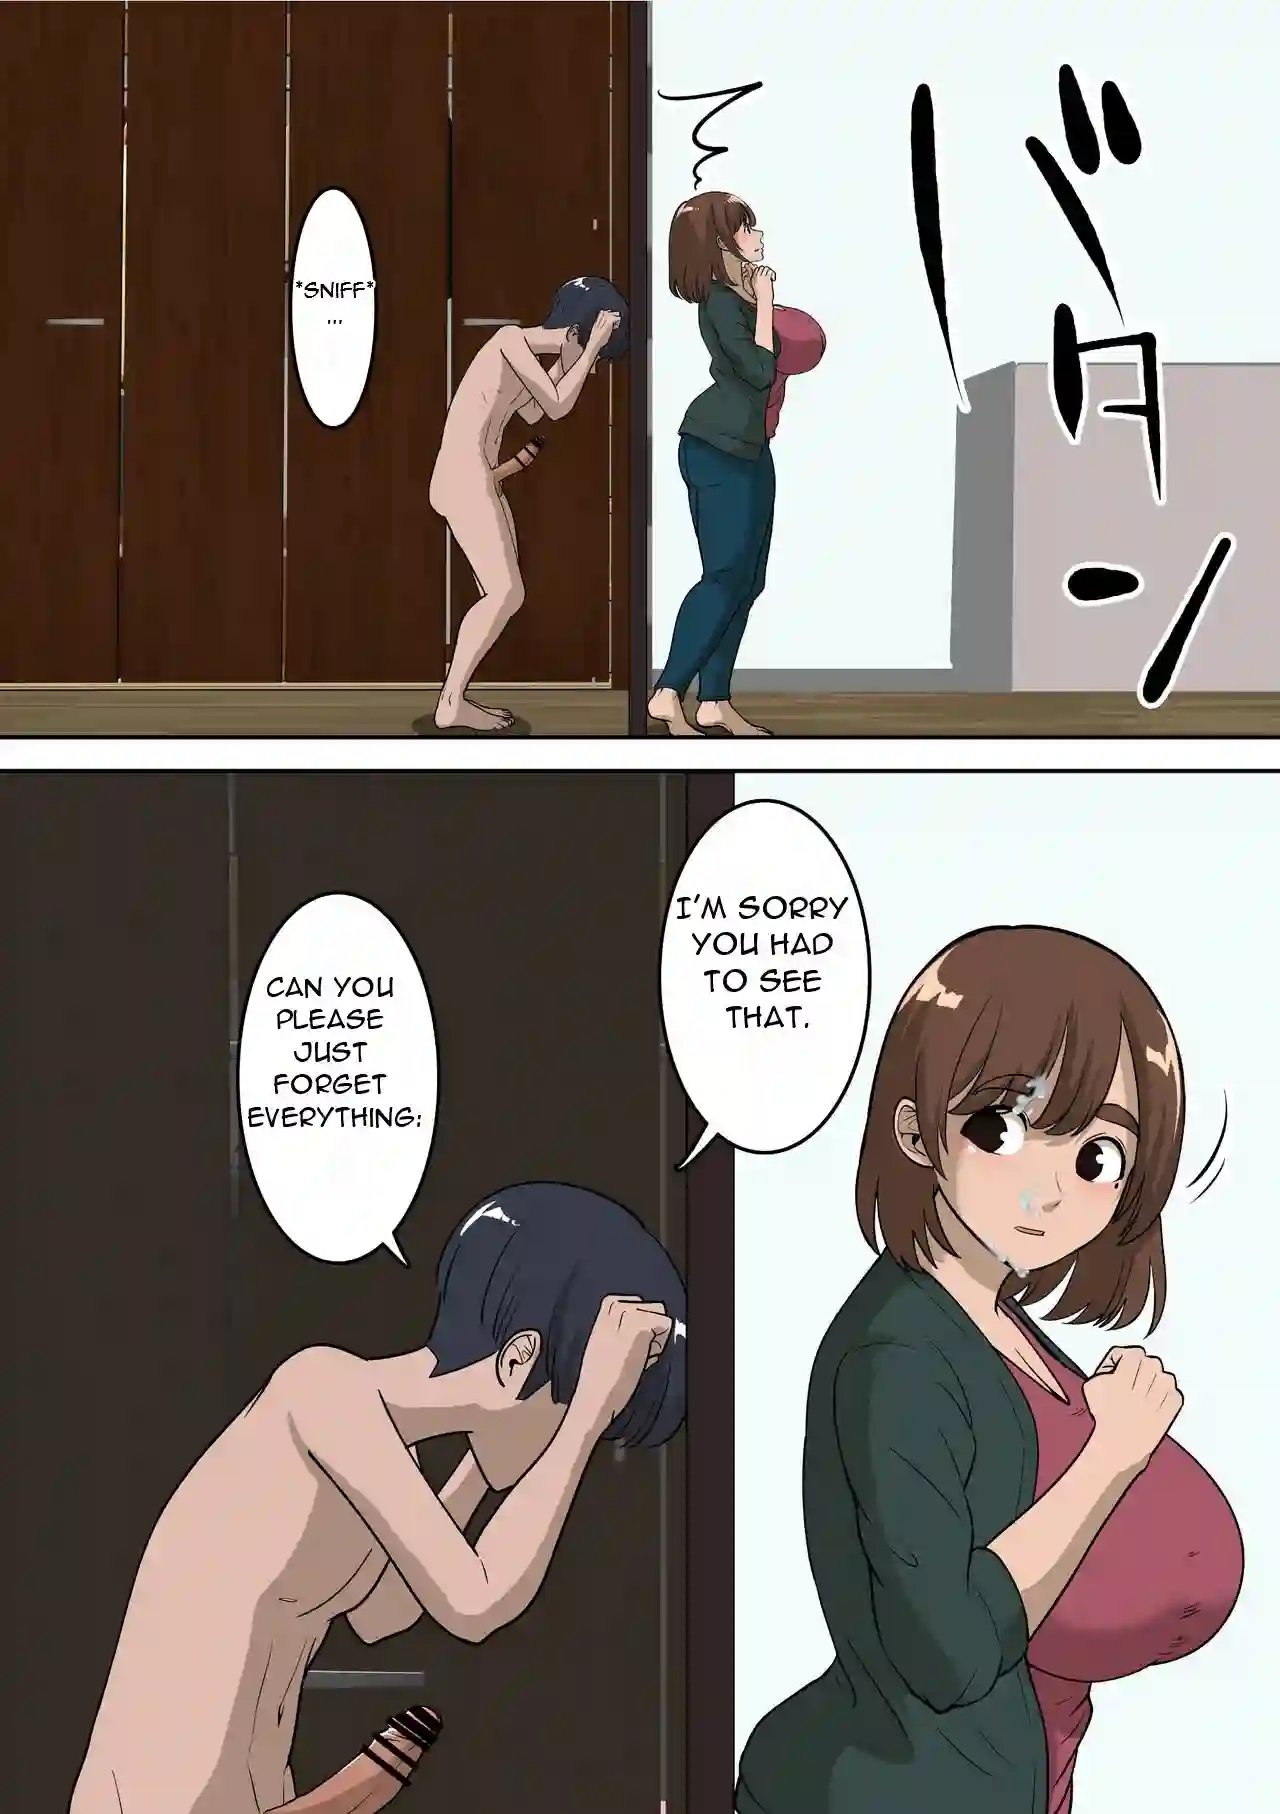 バタン
*SNIFF*
...
I'M SORRY
YOU HAD
TO SEE
THAT.
CAN YOU
PLEASE
JUST
FORGET
EVERYTHING: